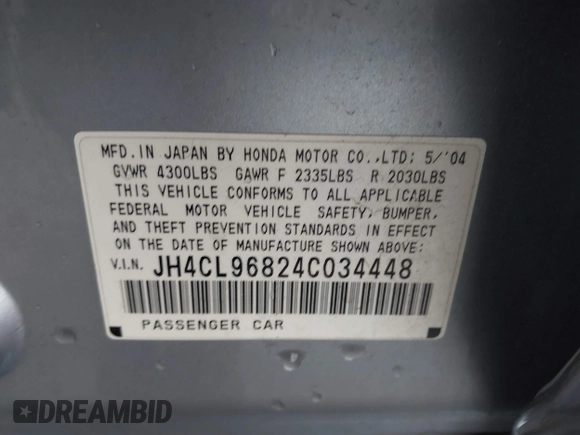 MFD. IN JAPAN BY HONDA MOTOR CO.,LTD; 5/'04
GVWR 4300LBS GAWR F 2335LBS R 2030LBS
THIS VEHICLE CONFORMS TO ALL APPLICABLE
FEDERAL MOTOR VEHICLE SAFETY, BUMPER,
AND THEFT PREVENTION STANDARDS IN EFFECT
ON THE DATE OF MANUFACTURE SHOWN ABOVE:
V.I.N. JH4CL96824C034448
PASSENGER CAR
DREAMBID